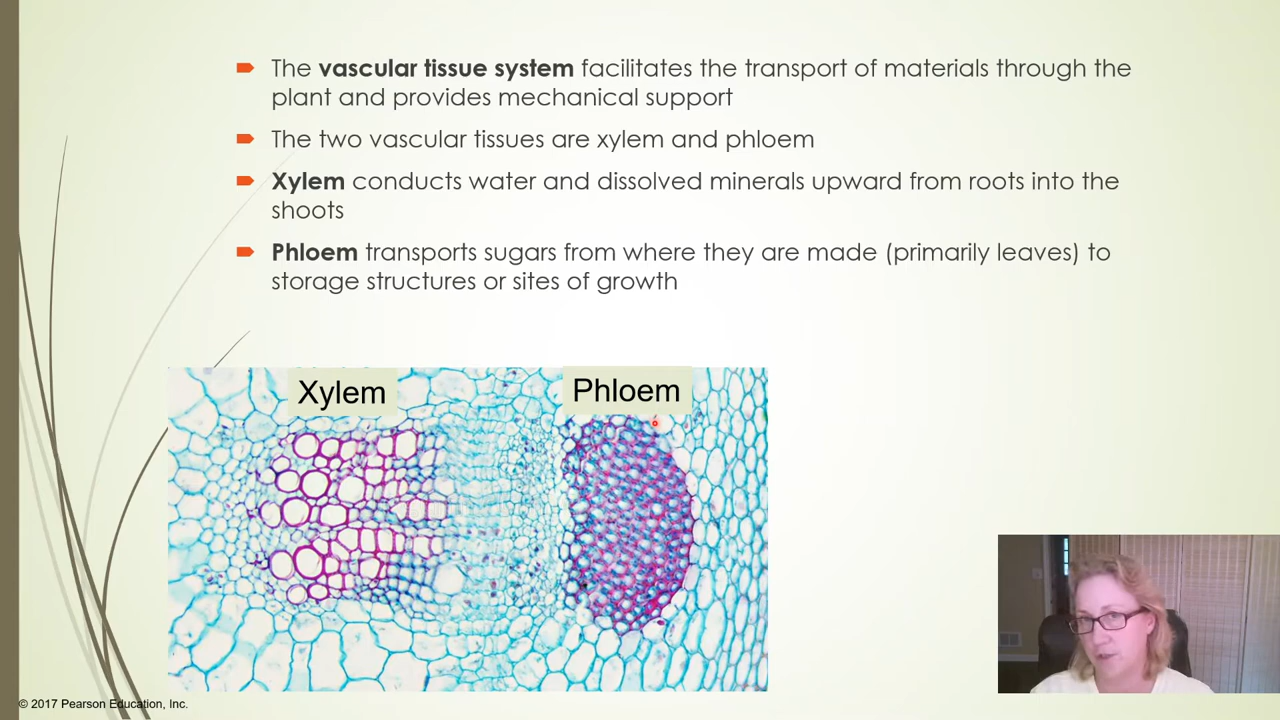 The vascular tissue system facilitates the transport of materials through the
plant and provides mechanical support
The two vascular tissues are xylem and phloem
Xylem conducts water and dissolved minerals upward from roots into the
shoots
Phloem transports sugars from where they are made (primarily leaves) to
storage structures or sites of growth
Xylem
Phloem
© 2017 Pearson Education, Inc.